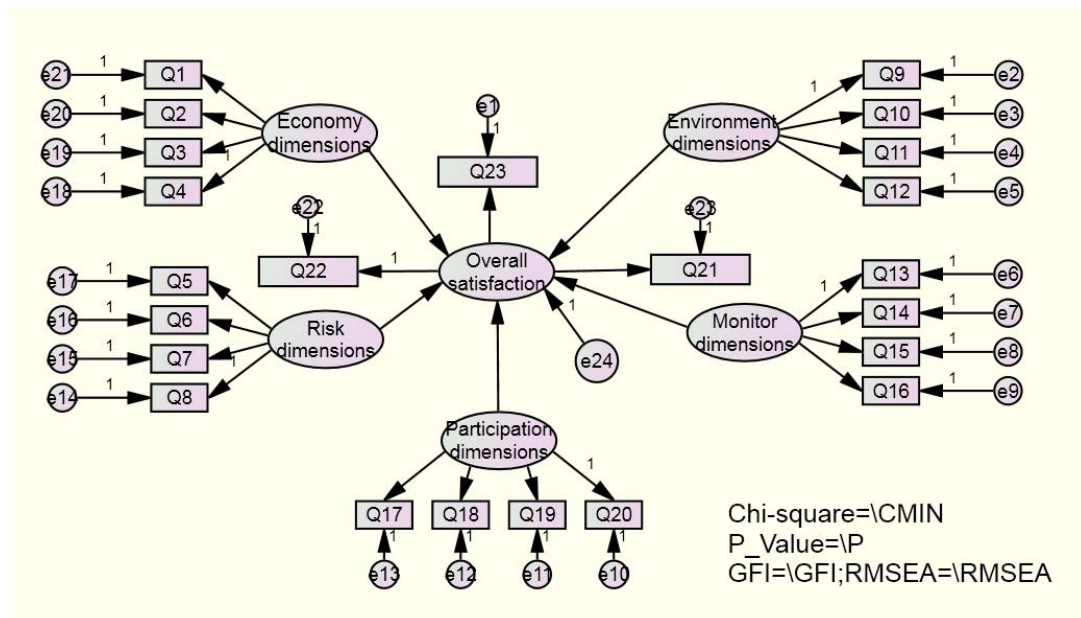 e21 1 Q1
e20 1 Q2
e19 1 Q3 1
e18 1 Q4
Economy
dimensions
e1
1
Q23
Environment
dimensions
1 Q9 1 e2
Q10 1 e3
Q11 1 e4
Q12 1 e5
e22
1
Q22 1
Overall
satisfaction
e23
1
Q21
e17 1 Q5
e16 1 Q6
e15 1 Q7 1
e14 1 Q8
Risk
dimensions
1
e24
Monitor
dimensions
1 Q13 1 e6
Q14 1 e7
Q15 1 e8
Q16 1 e9
Participation
dimensions
1
Q17 Q18 Q19 Q20
1 1 1 1
e13 e12 e11 e10
Chi-square=\CMIN
P_Value=\P
GFI=\GFI;RMSEA=\RMSEA